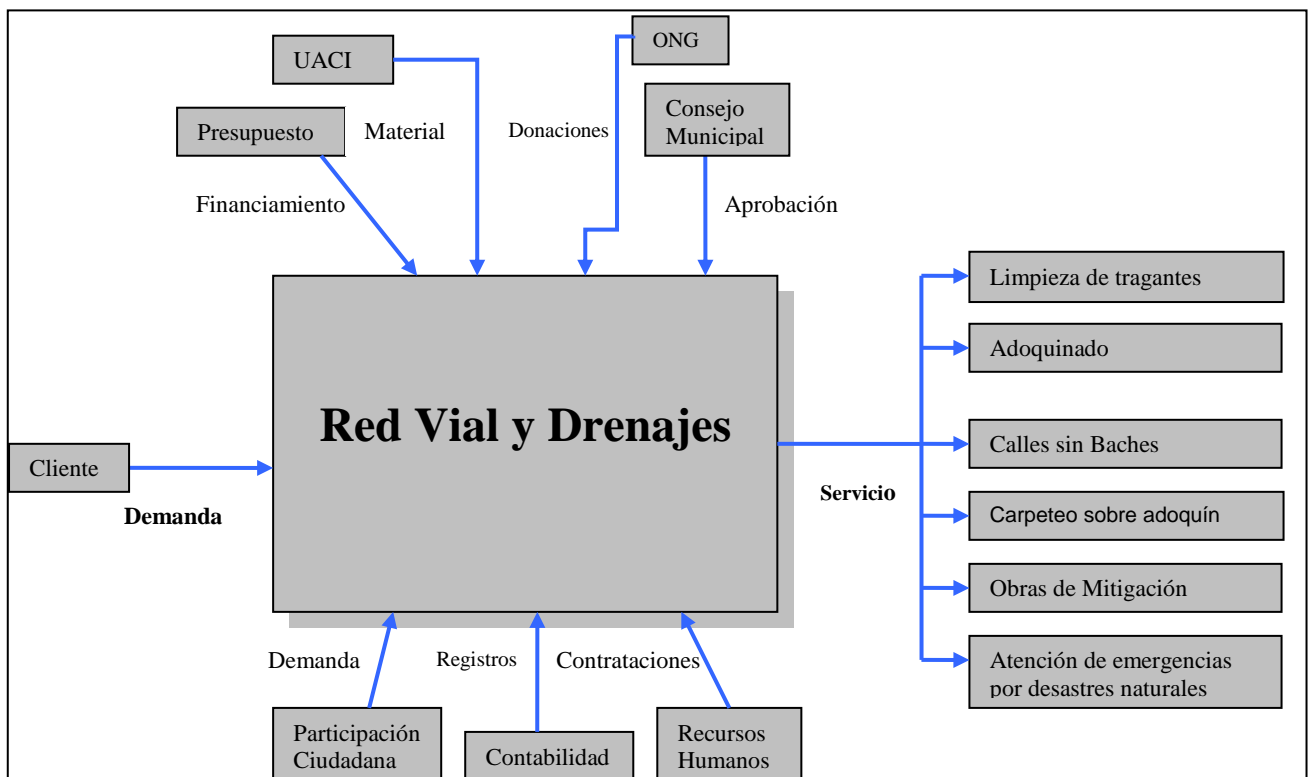 ONG
UACI
Consejo
Municipal
Presupuesto
Material
Donaciones
Financiamiento
Aprobación
Limpieza de tragantes
Adoquinado
Red Vial y Drenajes
Calles sin Baches
Cliente
Servicio
Demanda
Carpeteo sobre adoquín
Obras de Mitigación
Demanda
Registros
Contrataciones
Atención de emergencias
por desastres naturales
Participación
Ciudadana
Contabilidad
Recursos
Humanos